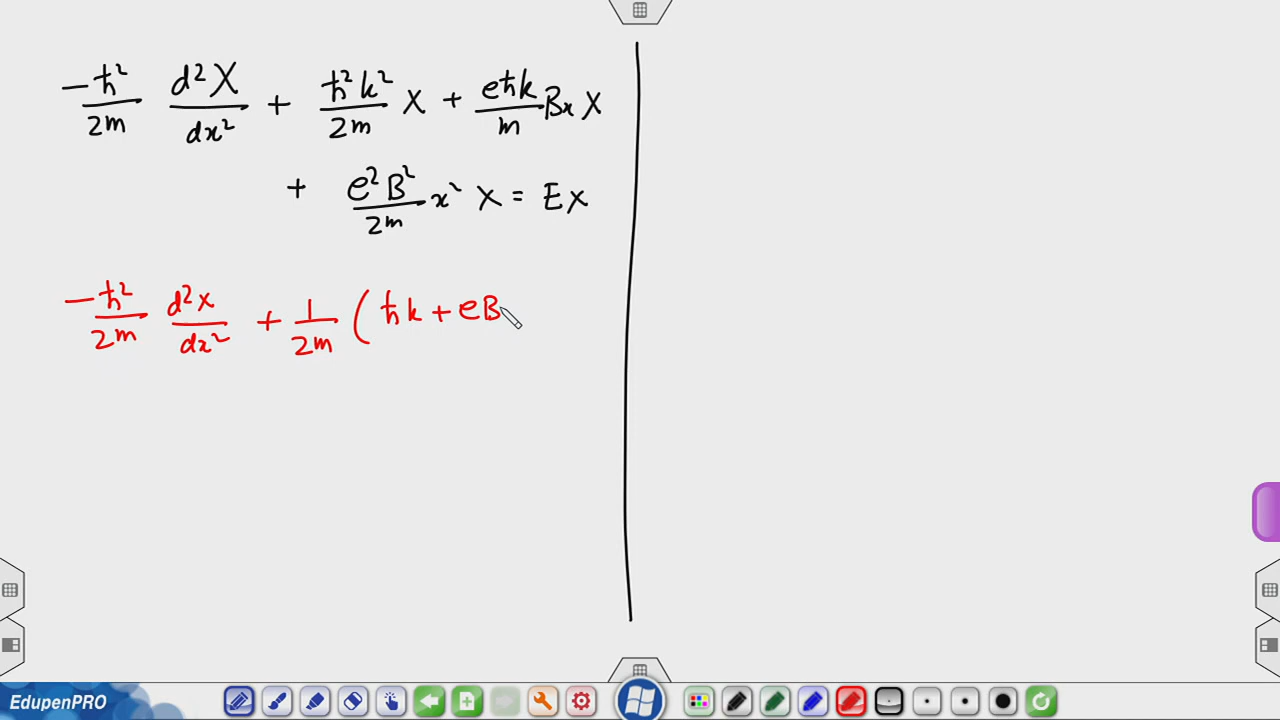 -ħ²/2m d²X/dx² + ħ²k²/2m X + eħk/m Bx X
+ e²B²/2m x² X = EX
-ħ²/2m d²X/dx² + 1/2m (ħk + eB
EdupenPRO